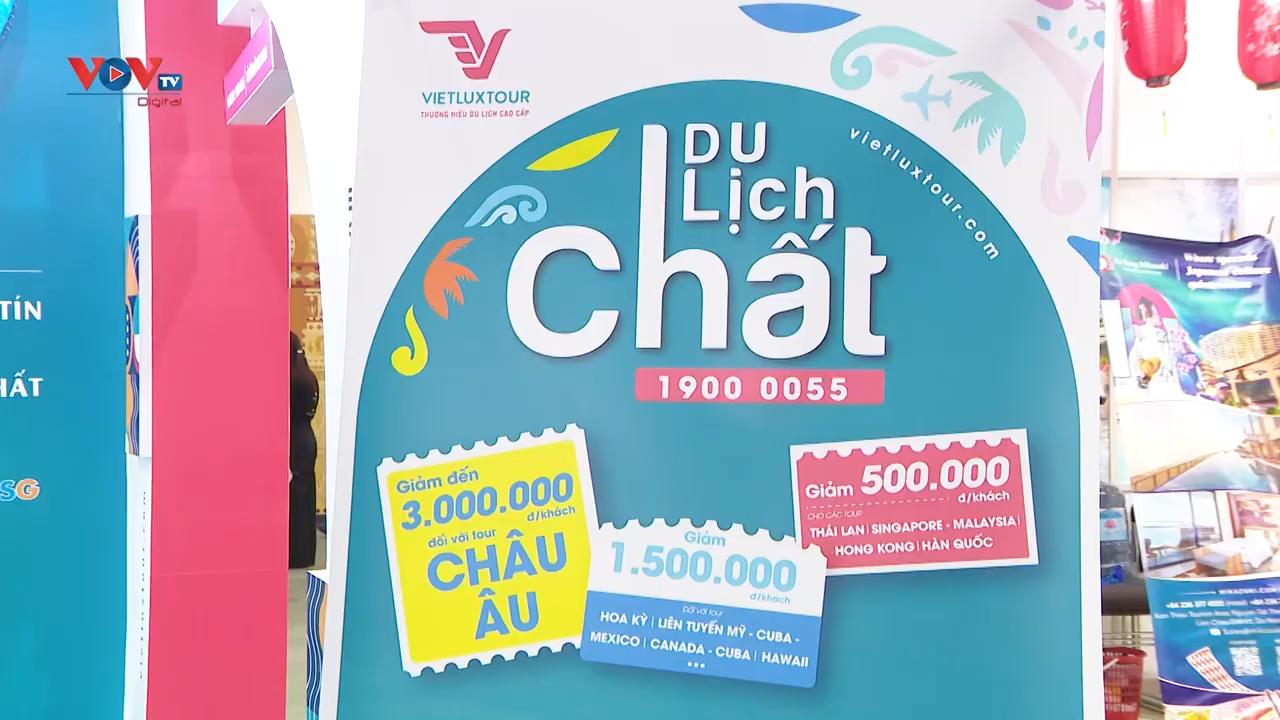 VOV TV
Digital
VIETLUXTOUR
THƯƠNG HIỆU DU LỊCH CAO CẤP
vietluxtour.com
DU
Lịch
chất
1900 0055
TÍN
HẤT
SG
Giảm đến
3.000.000
đ/khách
đối với tour
CHÂU
ÂU
Giảm
1.500.000
đ/khách
Đối với tour
HOA KỲ | LIÊN TUYẾN MỸ - CUBA -
MEXICO | CANADA - CUBA | HAWAII
...
Giảm 500.000
đ/khách
CHO CÁC TOUR
THÁI LAN | SINGAPORE - MALAYSIA |
HONG KONG | HÀN QUỐC